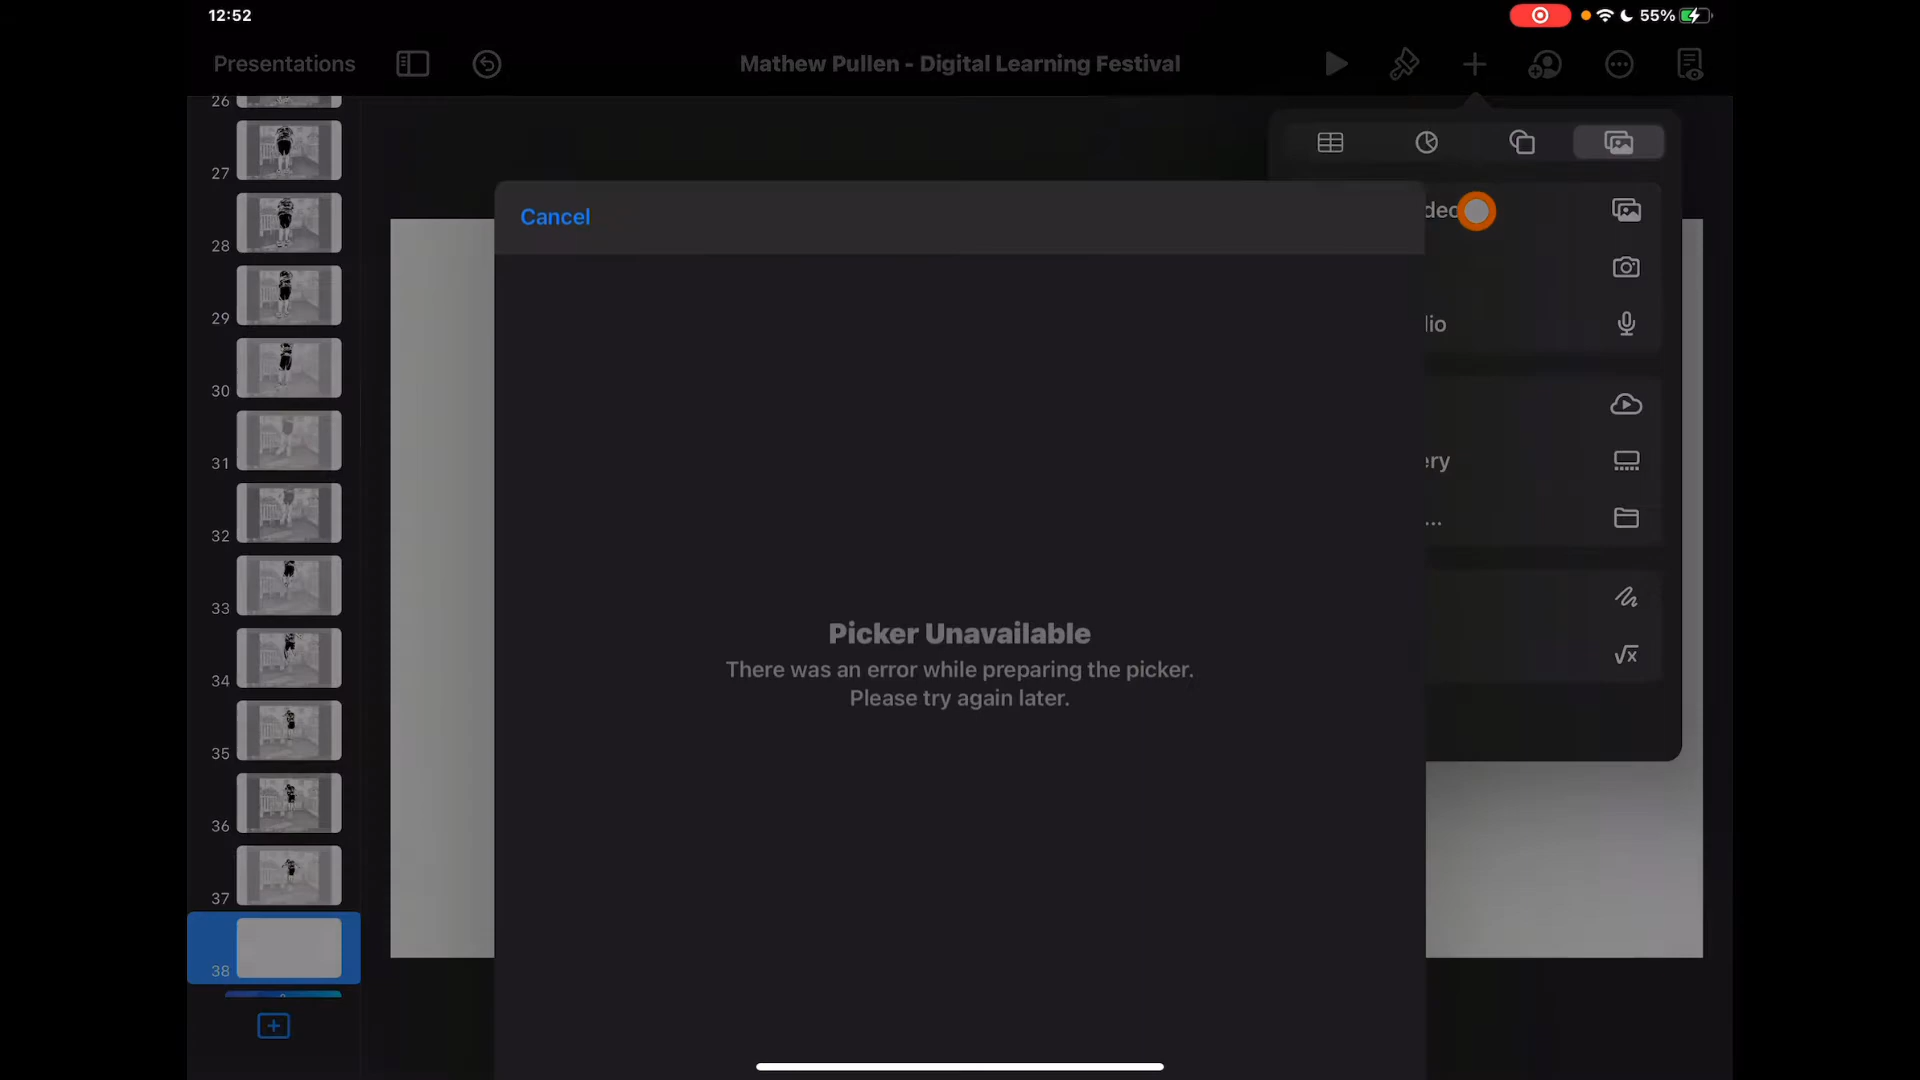 12:52
55%
Presentations
Mathew Pullen - Digital Learning Festival
26
27
28
29
30
31
32
33
34
35
36
37
38
Cancel
deo
dio
ery
...
√x
Picker Unavailable
There was an error while preparing the picker.
Please try again later.